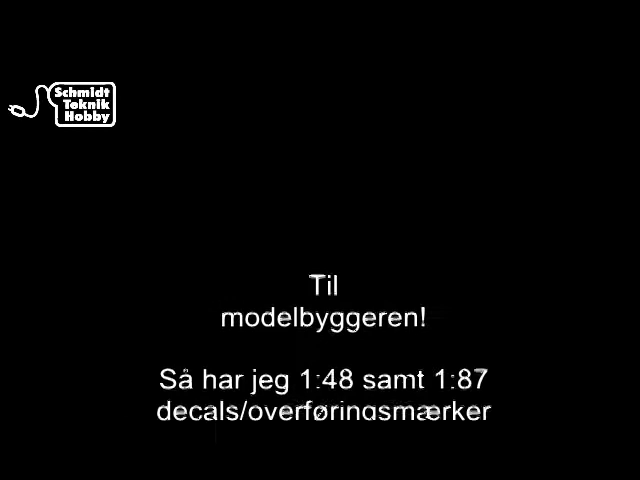 Schmidt
Teknik
Hobby
Til
modelbyggeren!
Så har jeg 1:48 samt 1:87
decals/overføringsmærker